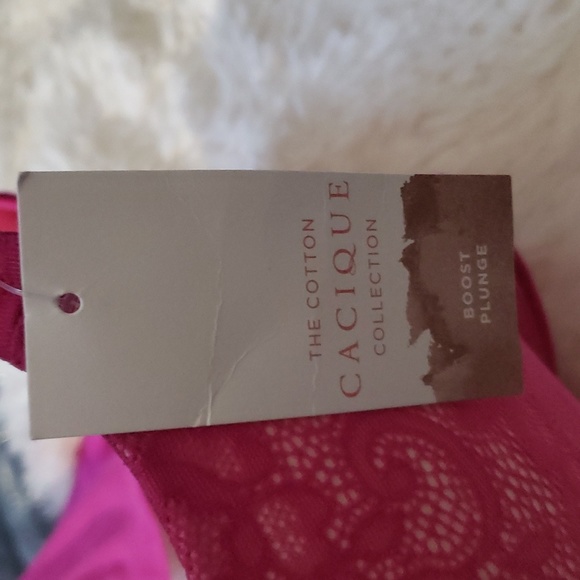 THE COTTON
CACIQUE
COLLECTION
BOOST
PLUNGE